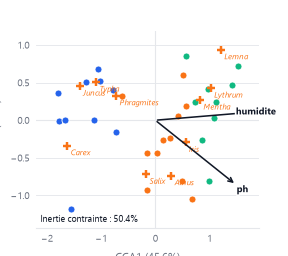 1.0
0.5
0.0
−0.5
−1.0
Lemna
Typha
Juncus
Lythrum
Phragmites
Mentha
humidite
Iris
Carex
Salix
Alnus
ph
Inertie contrainte : 50.4%
−2
−1
0
1